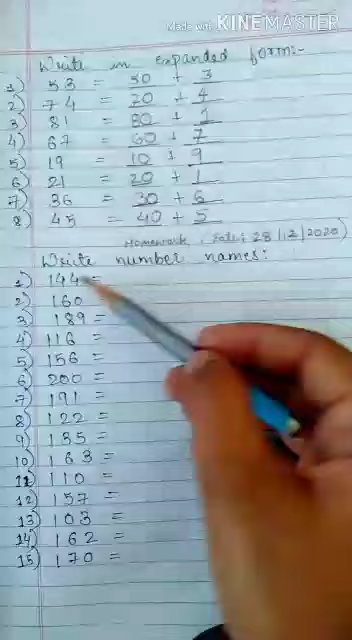 Made with KINEMASTER
Write in expanded form:-
1) 53 = 50 + 3
2) 74 = 70 + 4
3) 81 = 80 + 1
4) 67 = 60 + 7
5) 19 = 10 + 9
6) 21 = 20 + 1
7) 36 = 30 + 6
8) 45 = 40 + 5
Homework Date: 28/12/2020)
Write number names:
1) 144 =
2) 160
3) 189 =
4) 116 =
5) 156 =
6) 200 =
7) 191 =
8) 122 =
9) 135 =
10) 163 =
11) 110 =
12) 157 =
13) 103 =
14) 162 =
15) 170 =